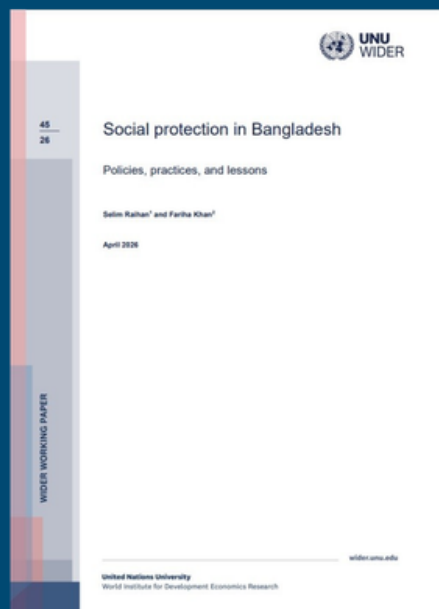 UNU
WIDER
45
26
Social protection in Bangladesh
Policies, practices, and lessons
Selim Raihan¹ and Fariha Khan²
April 2026
WIDER WORKING PAPER
wider.unu.edu
United Nations University
World Institute for Development Economics Research